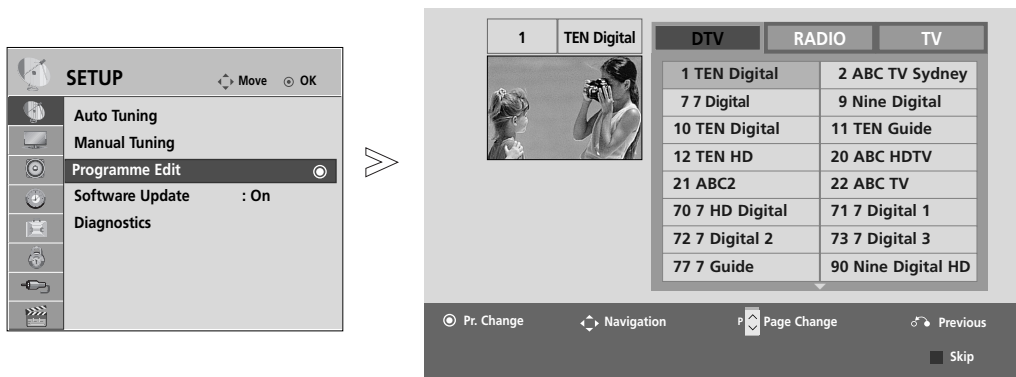 SETUP Move OK
Auto Tuning
Manual Tuning
Programme Edit
Software Update : On
Diagnostics
1 TEN Digital
DTV RADIO TV
1 TEN Digital 2 ABC TV Sydney
7 7 Digital 9 Nine Digital
10 TEN Digital 11 TEN Guide
12 TEN HD 20 ABC HDTV
21 ABC2 22 ABC TV
70 7 HD Digital 71 7 Digital 1
72 7 Digital 2 73 7 Digital 3
77 7 Guide 90 Nine Digital HD
Pr. Change Navigation P Page Change Previous
Skip